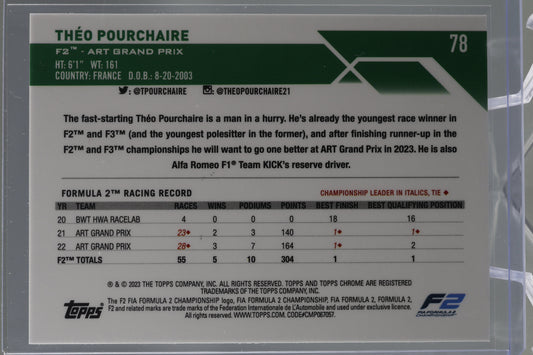 THÉO POURCHAIRE
78
F2™ - ART GRAND PRIX
HT: 6'1" WT: 161
COUNTRY: FRANCE D.O.B.: 8-20-2003
: @TPOURCHAIRE : @THEOPOURCHAIRE21
The fast-starting Théo Pourchaire is a man in a hurry. He's already the youngest race winner in
F2™ and F3™ (and the youngest polesitter in the former), and after finishing runner-up in the
F2™ and F3™ championships he will want to go one better at ART Grand Prix in 2023. He is also
Alfa Romeo F1® Team KICK's reserve driver.
FORMULA 2™ RACING RECORD CHAMPIONSHIP LEADER IN ITALICS, TIE ♦
YR TEAM RACES WINS PODIUMS POINTS BEST FINISH BEST QUALIFYING POSITION
20 BWT HWA RACELAB 4 0 0 0 18 16
21 ART GRAND PRIX 23♦ 2 3 140 1♦ 1♦
22 ART GRAND PRIX 28♦ 3 7 164 1♦ 2
F2™ TOTALS 55 5 10 304 1 1
® & © 2023 THE TOPPS COMPANY, INC. ALL RIGHTS RESERVED. TOPPS AND TOPPS CHROME ARE REGISTERED
TRADEMARKS OF THE TOPPS COMPANY, INC.
The F2 FIA FORMULA 2 CHAMPIONSHIP logo, FIA FORMULA 2 CHAMPIONSHIP, FIA FORMULA 2, FORMULA 2,
F2 and related marks are trade marks of the Federation Internationale de L'Automobile and used under exclusive licence.
All rights reserved. WWW.TOPPS.COM. CODE#CMP087057.
Topps
F2
FIA FORMULA 2
CHAMPIONSHIP